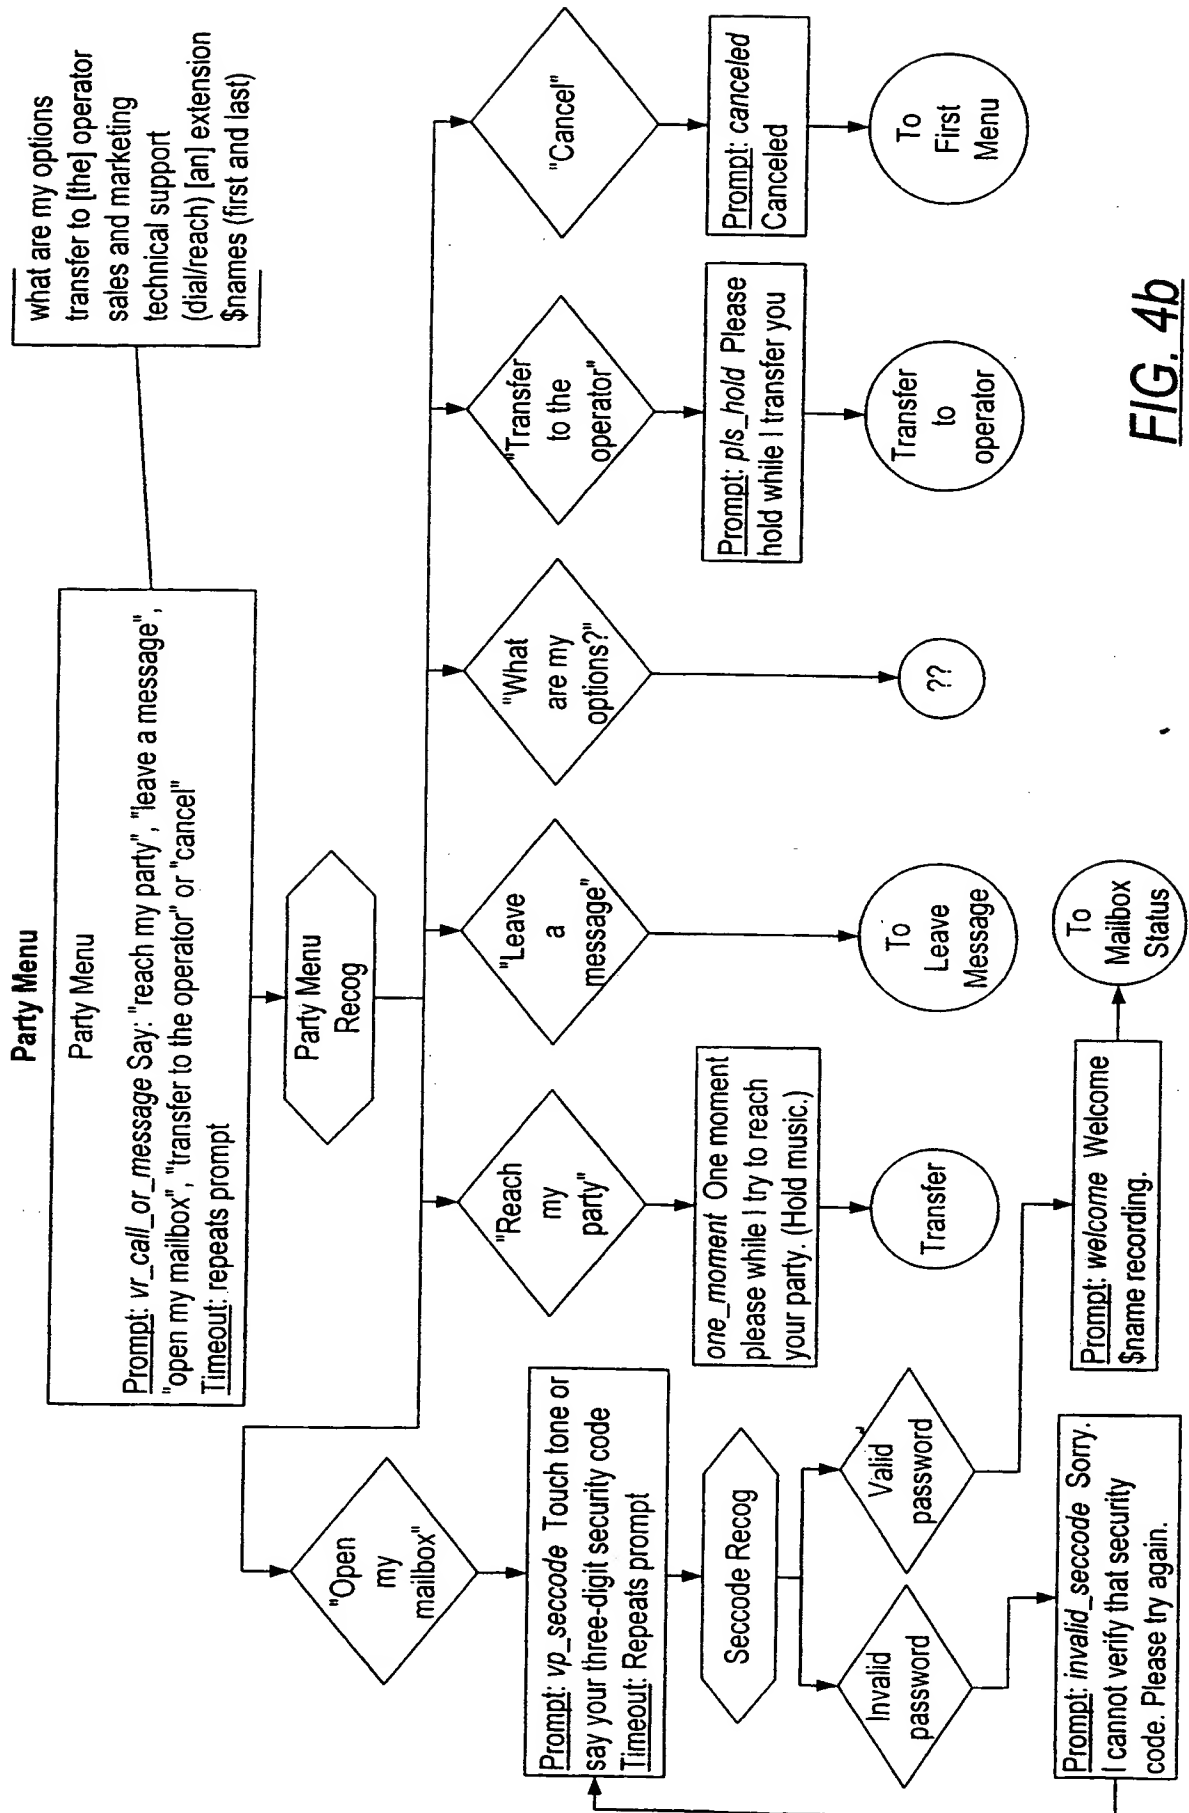 Party Menu
Party Menu
Prompt: vr_call_or_message Say: "reach my party", "leave a message",
"open my mailbox", "transfer to the operator" or "cancel"
Timeout: repeats prompt
what are my options
transfer to [the] operator
sales and marketing
technical support
(dial/reach) [an] extension
$names (first and last)
Party Menu
Recog
"Open
my
mailbox"
"Reach
my
party"
"Leave
a
message"
"What
are my
options?"
"Transfer
to the
operator"
"Cancel"
Prompt: vp_seccode Touch tone or
say your three-digit security code
Timeout: Repeats prompt
one_moment One moment
please while I try to reach
your party. (Hold music.)
Prompt: pls_hold Please
hold while I transfer you
Prompt: canceled
Canceled
Seccode Recog
Transfer
To
Leave
Message
??
Transfer
to
operator
To
First
Menu
Invalid
password
Valid
password
Prompt: invalid_seccode Sorry.
I cannot verify that security
code. Please try again.
Prompt: welcome Welcome
$name recording.
To
Mailbox
Status
FIG. 4b